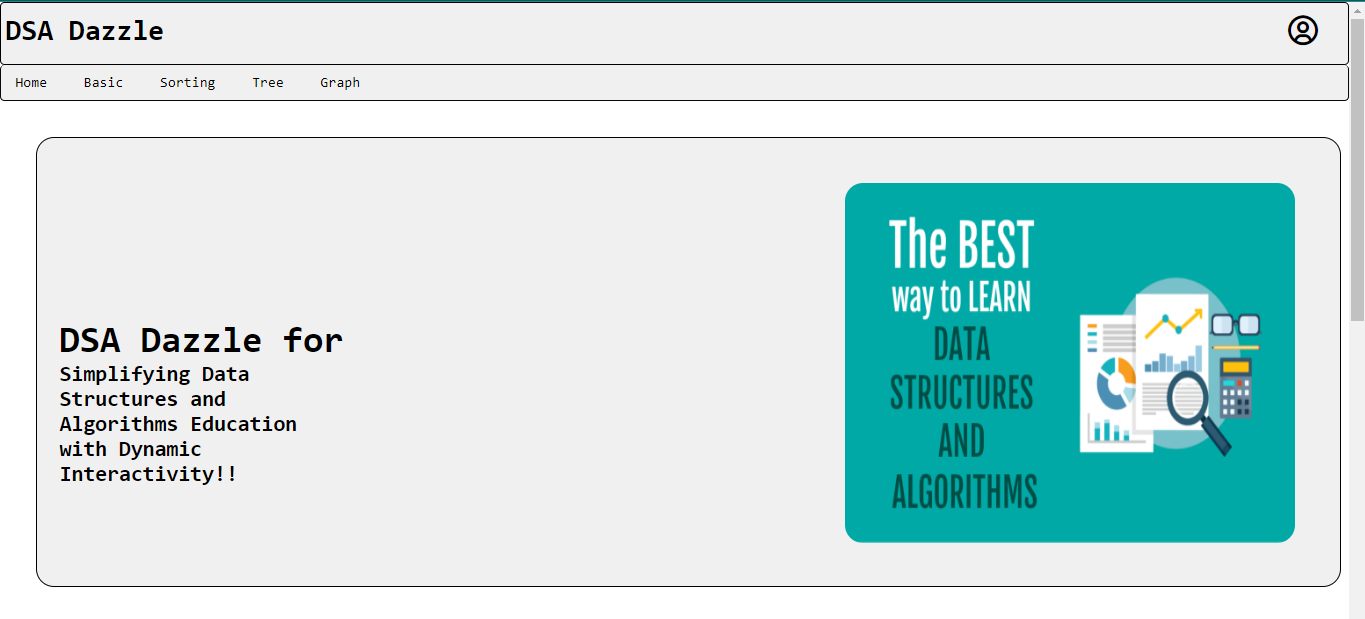 DSA Dazzle
Home Basic Sorting Tree Graph
DSA Dazzle for
Simplifying Data
Structures and
Algorithms Education
with Dynamic
Interactivity!!
The BEST
way to LEARN
DATA
STRUCTURES
AND
ALGORITHMS